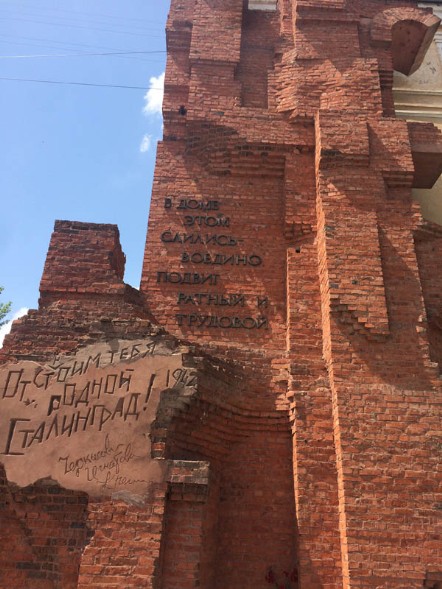 В ДОМЕ
ЭТОМ
СЛИЛИСЬ
ВОЕДИНО
ПОДВИГ
РАТНЫЙ И
ТРУДОВОЙ.
ОТСТОИМ ТЕБЯ
РОДНОЙ
СТАЛИНГРАД!